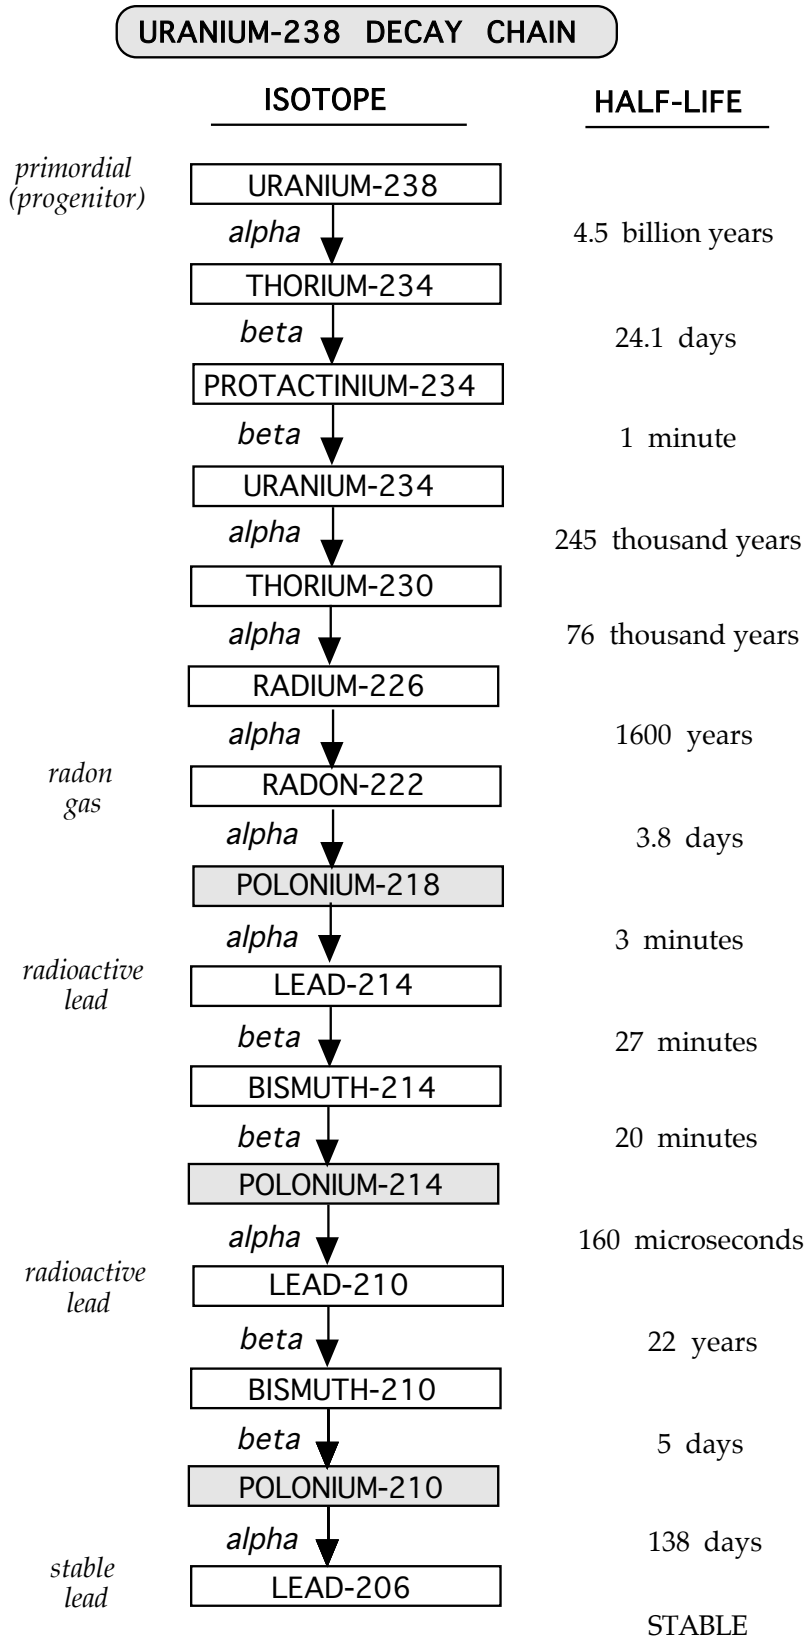 URANIUM-238 DECAY CHAIN
ISOTOPE
HALF-LIFE
primordial
(progenitor)
URANIUM-238
alpha
4.5 billion years
THORIUM-234
beta
24.1 days
PROTACTINIUM-234
beta
1 minute
URANIUM-234
alpha
245 thousand years
THORIUM-230
alpha
76 thousand years
RADIUM-226
alpha
1600 years
radon
gas
RADON-222
alpha
3.8 days
POLONIUM-218
alpha
3 minutes
radioactive
lead
LEAD-214
beta
27 minutes
BISMUTH-214
beta
20 minutes
POLONIUM-214
alpha
160 microseconds
radioactive
lead
LEAD-210
beta
22 years
BISMUTH-210
beta
5 days
POLONIUM-210
alpha
138 days
stable
lead
LEAD-206
STABLE